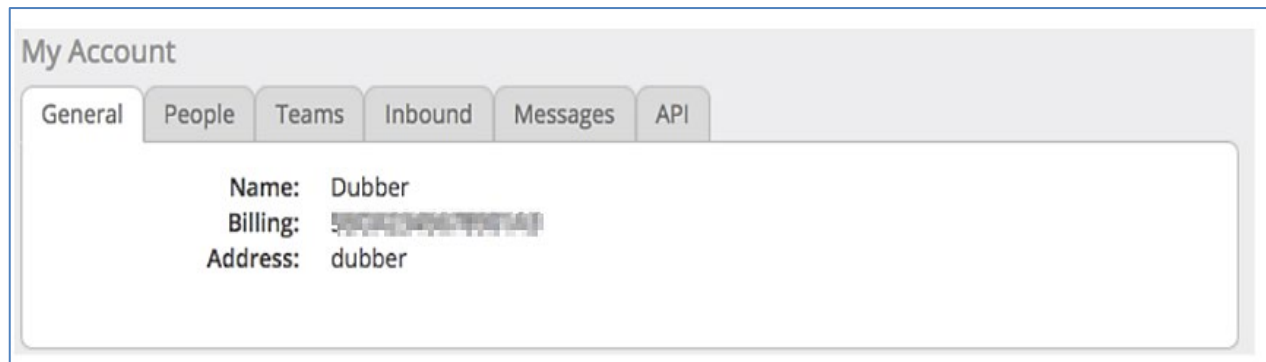 My Account
General People Teams Inbound Messages API
Name: Dubber
Billing:
Address: dubber